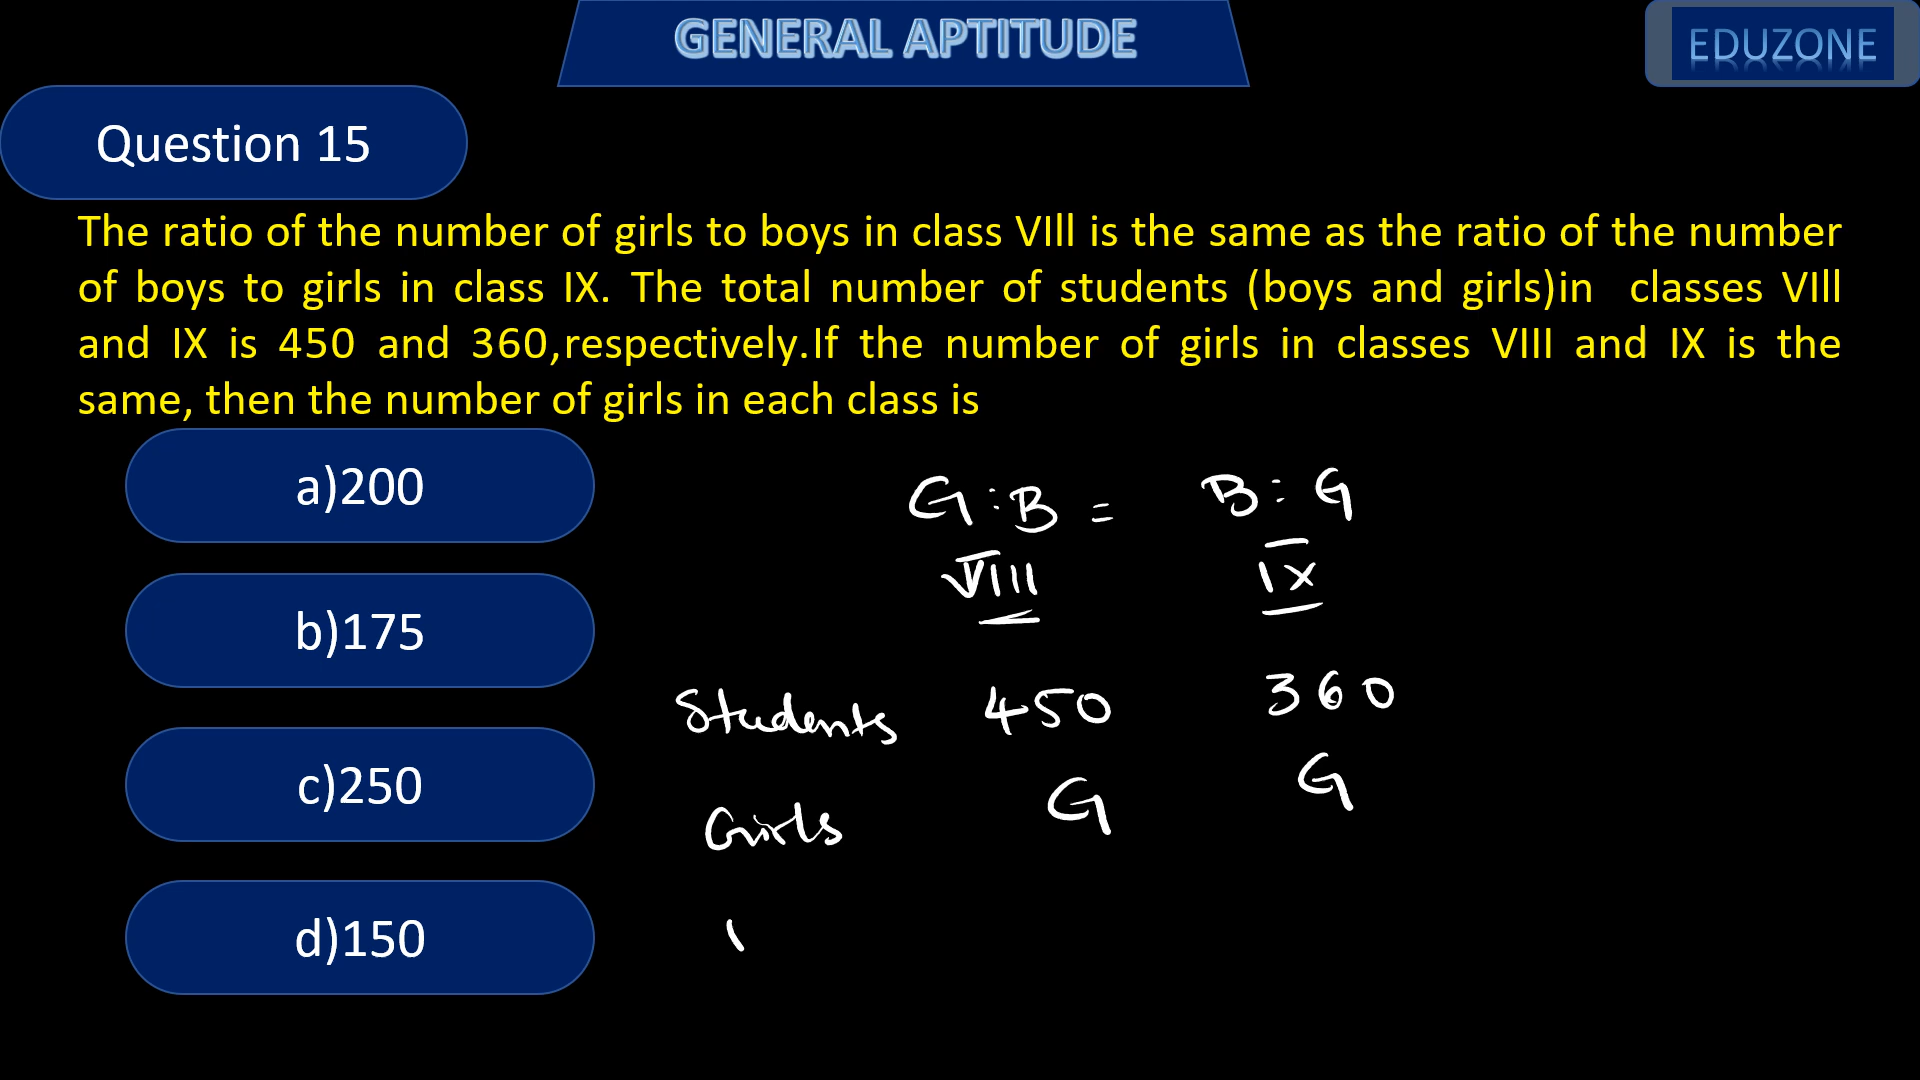 GENERAL APTITUDE
EDUZONE
Question 15
The ratio of the number of girls to boys in class VIll is the same as the ratio of the number
of boys to girls in class IX. The total number of students (boys and girls)in classes VIll
and IX is 450 and 360,respectively.If the number of girls in classes VIII and IX is the
same, then the number of girls in each class is
a)200
b)175
c)250
d)150
G : B = B : G
VIII IX
Students 450 360
Girls G G